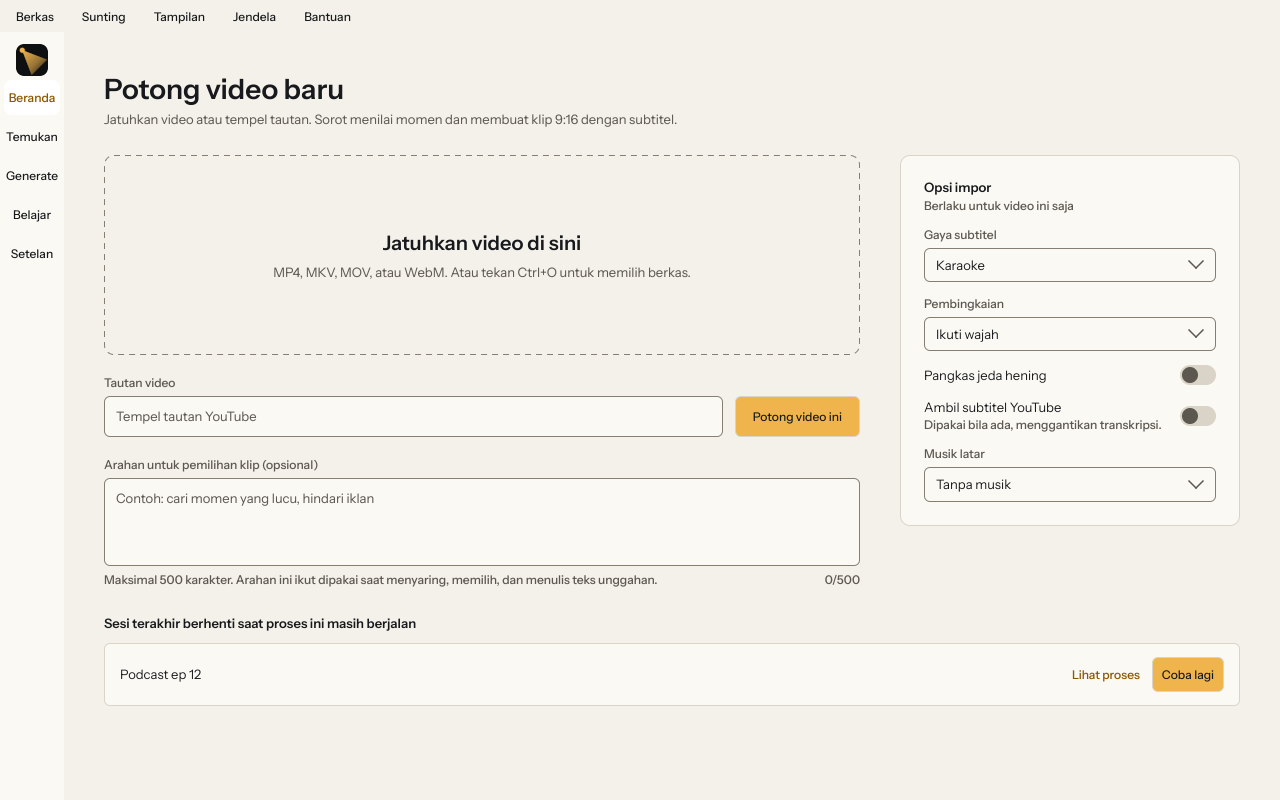 Berkas
Sunting
Tampilan
Jendela
Bantuan
Beranda
Temukan
Generate
Belajar
Setelan
Potong video baru
Jatuhkan video atau tempel tautan. Sorot menilai momen dan membuat klip 9:16 dengan subtitel.
Jatuhkan video di sini
MP4, MKV, MOV, atau WebM. Atau tekan Ctrl+O untuk memilih berkas.
Tautan video
Tempel tautan YouTube
Potong video ini
Arahan untuk pemilihan klip (opsional)
Contoh: cari momen yang lucu, hindari iklan
Maksimal 500 karakter. Arahan ini ikut dipakai saat menyaring, memilih, dan menulis teks unggahan.
0/500
Opsi impor
Berlaku untuk video ini saja
Gaya subtitel
Karaoke
Pembingkaian
Ikuti wajah
Pangkas jeda hening
Ambil subtitel YouTube
Dipakai bila ada, menggantikan transkripsi.
Musik latar
Tanpa musik
Sesi terakhir berhenti saat proses ini masih berjalan
Podcast ep 12
Lihat proses
Coba lagi